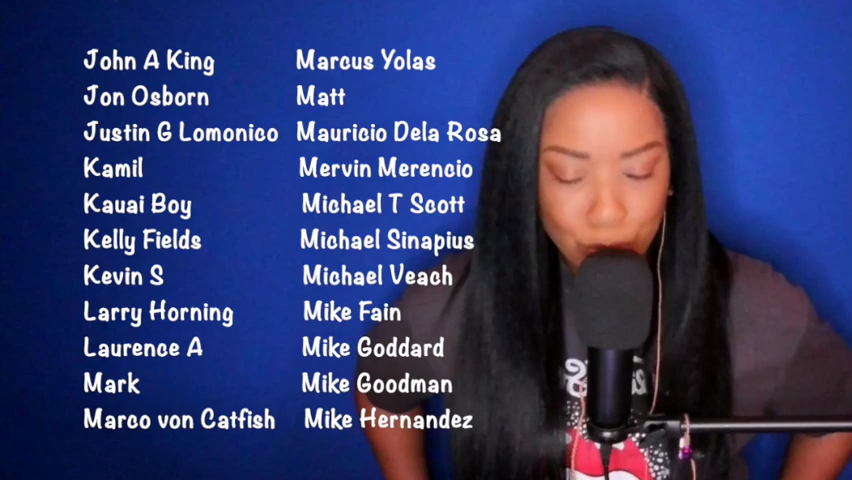 John A King
Jon Osborn
Justin G Lomonico
Kamil
Kauai Boy
Kelly Fields
Kevin S
Larry Horning
Laurence A
Mark
Marco von Catfish
Marcus Yolas
Matt
Mauricio Dela Rosa
Mervin Merencio
Michael T Scott
Michael Sinapius
Michael Veach
Mike Fain
Mike Goddard
Mike Goodman
Mike Hernandez